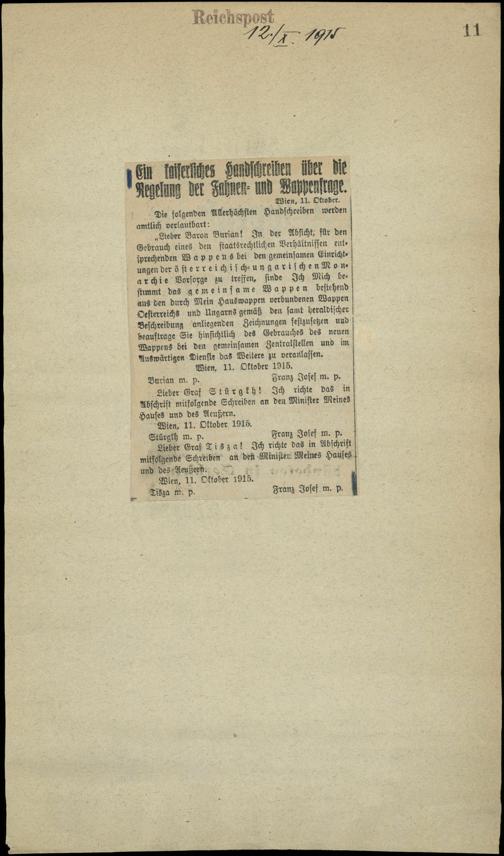 Reichspost
12./X. 1915
11
Ein kaiserliches Handschreiben über die
Regelung der Fahnen- und Wappenfrage.
Wien, 11. Oktober.
Die folgenden Allerhöchsten Handschreiben werden
amtlich verlautbart:
„Lieber Baron Burian! In der Absicht, für den
Gebrauch eines den staatsrechtlichen Verhältnissen ent-
sprechenden Wappens bei den gemeinsamen Einricht-
ungen der österreichisch-ungarischen Mon-
archie Vorsorge zu treffen, finde Ich Mich be-
stimmt das gemeinsame Wappen bestehend
aus den durch Mein Hauswappen verbundenen Wappen
Oesterreichs und Ungarns gemäß den samt heraldischer
Beschreibung anliegenden Zeichnungen festzusetzen und
beauftrage Sie hinsichtlich des Gebrauches des neuen
Wappens bei den gemeinsamen Zentralstellen und im
Auswärtigen Dienste das Weitere zu veranlassen.
Wien, 11. Oktober 1915.
Burian m. p. Franz Josef m. p.
Lieber Graf Stürgkh! Ich richte das in
Abschrift mitfolgende Schreiben an den Minister Meines
Hauses und des Aeußern.
Wien, 11. Oktober 1915.
Stürgkh m. p. Franz Josef m. p.
Lieber Graf Tisza! Ich richte das in Abschrift
mitfolgende Schreiben an den Minister Meines Hauses
und des Aeußern.
Wien, 11. Oktober 1915.
Tisza m. p. Franz Josef m. p.